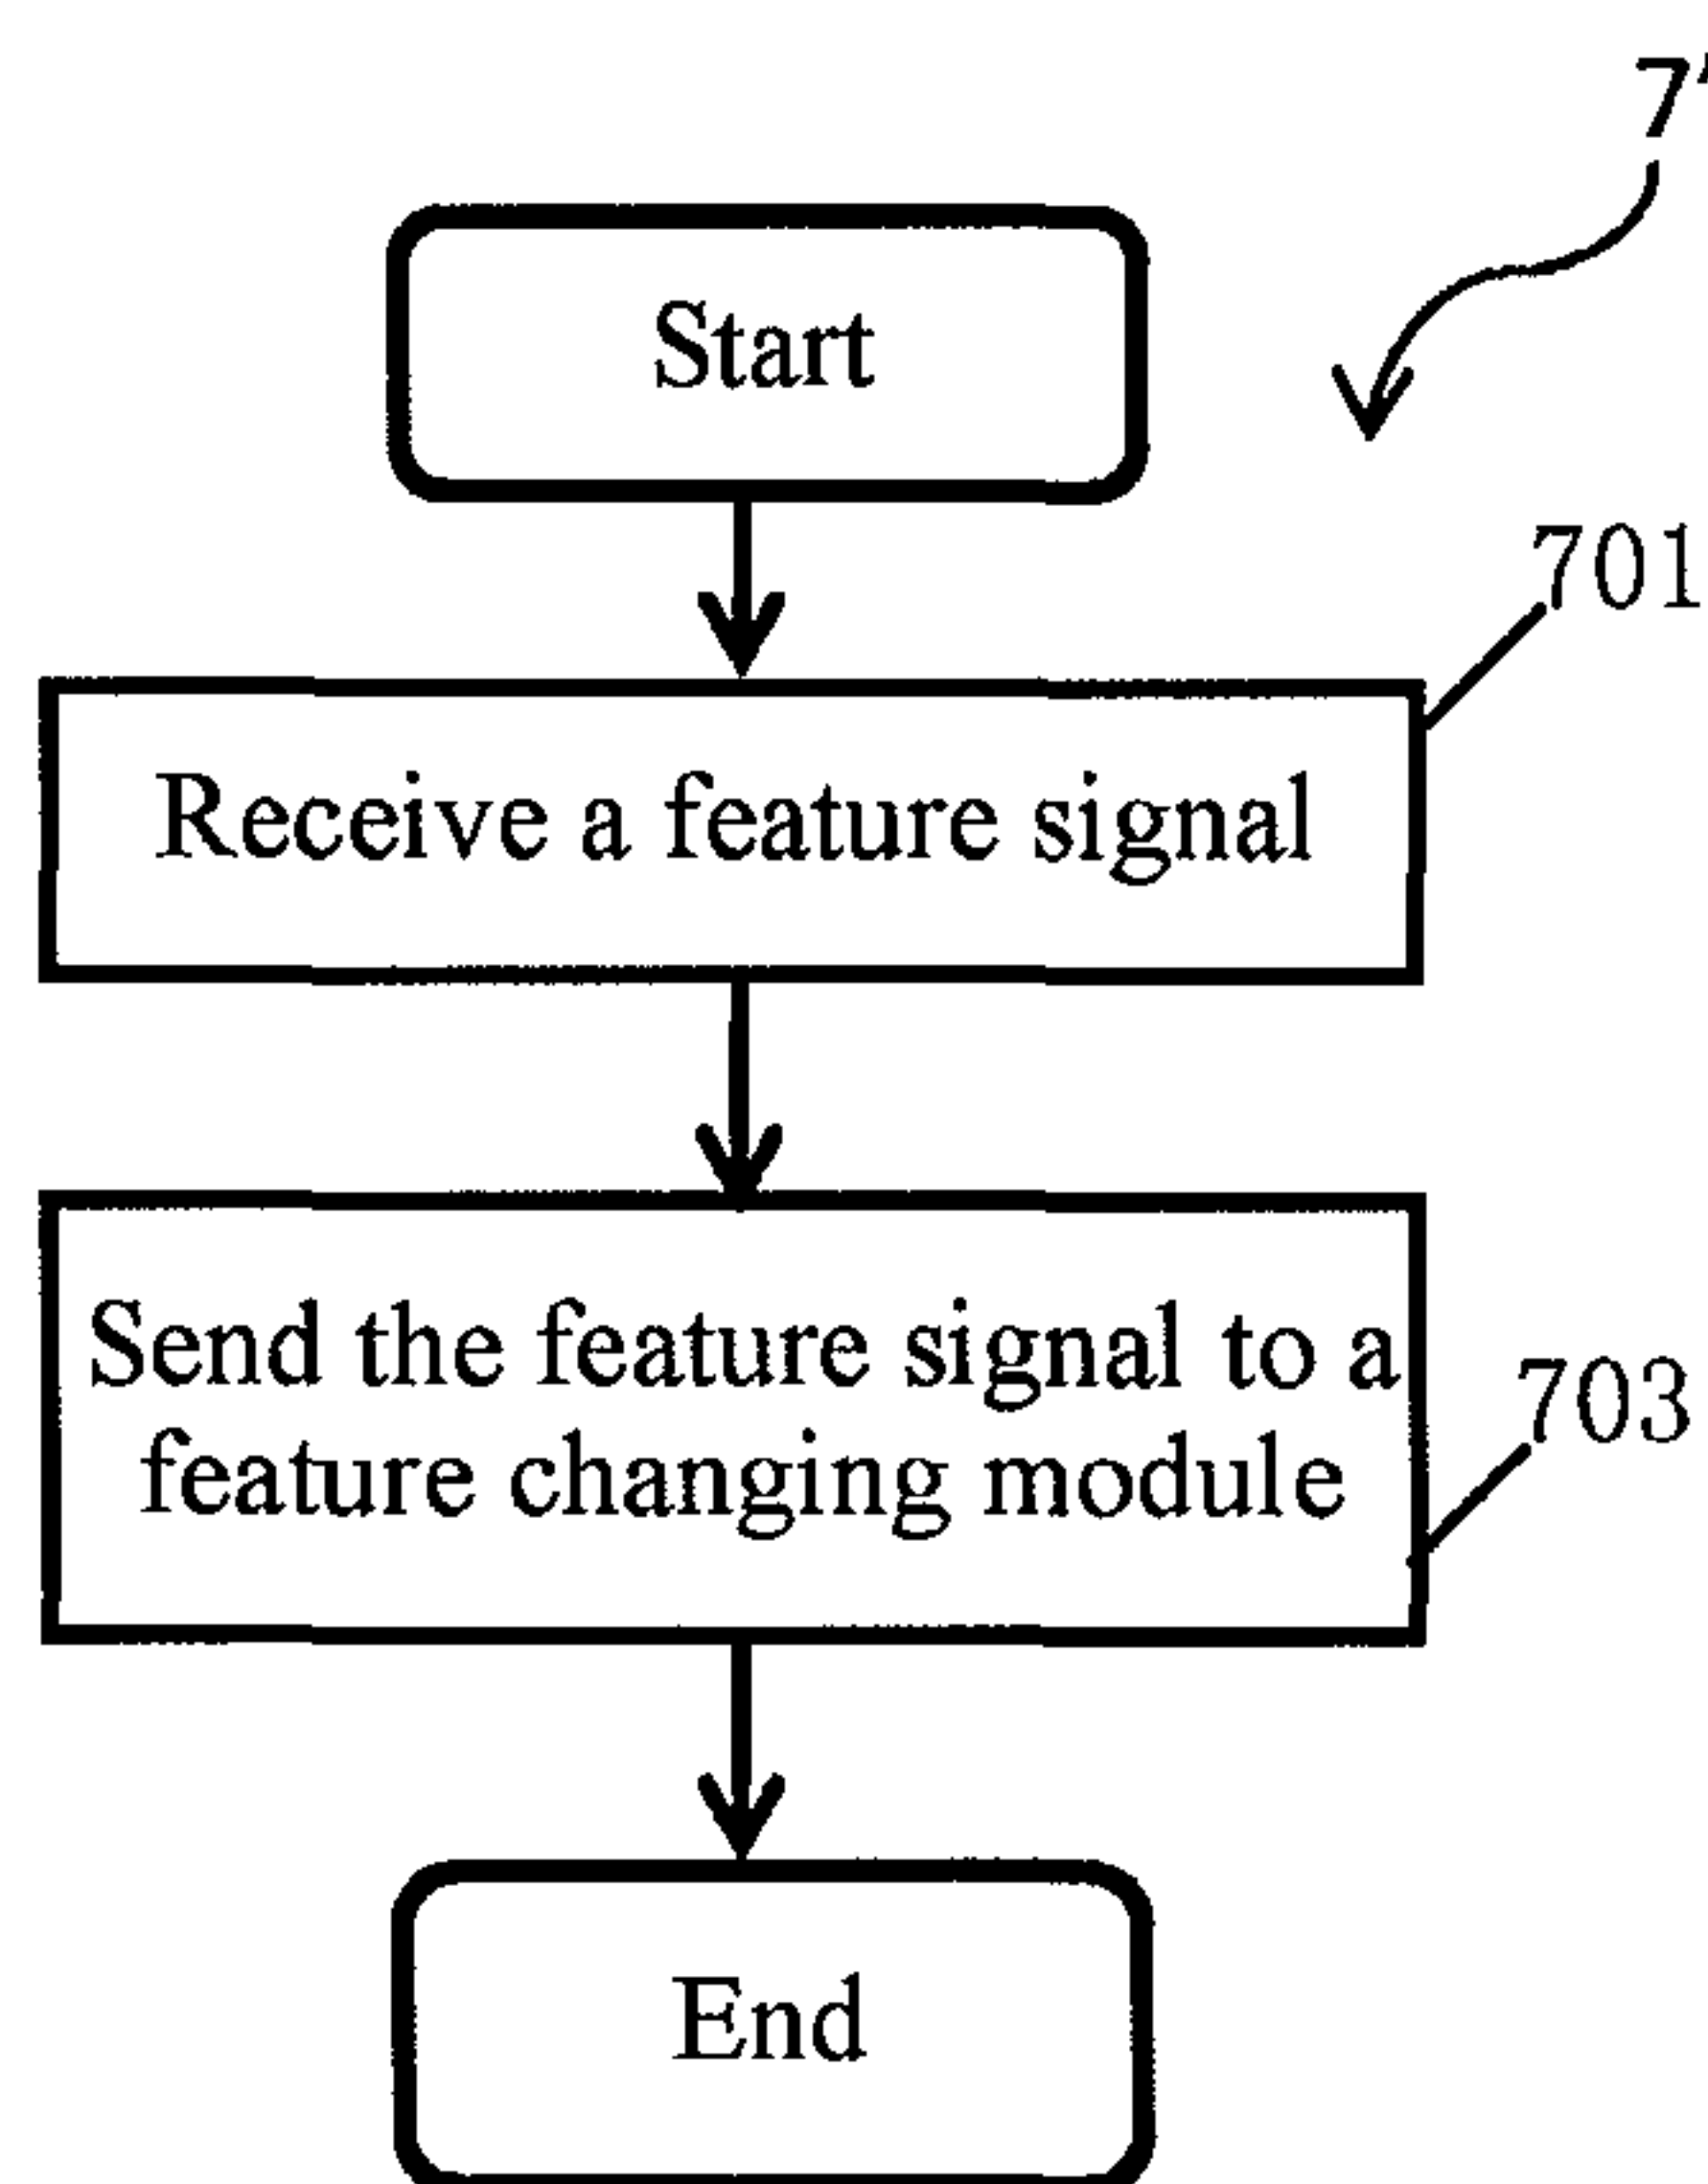 Start
701
Receive a feature signal
Send the feature signal to a
feature changing module
703
End